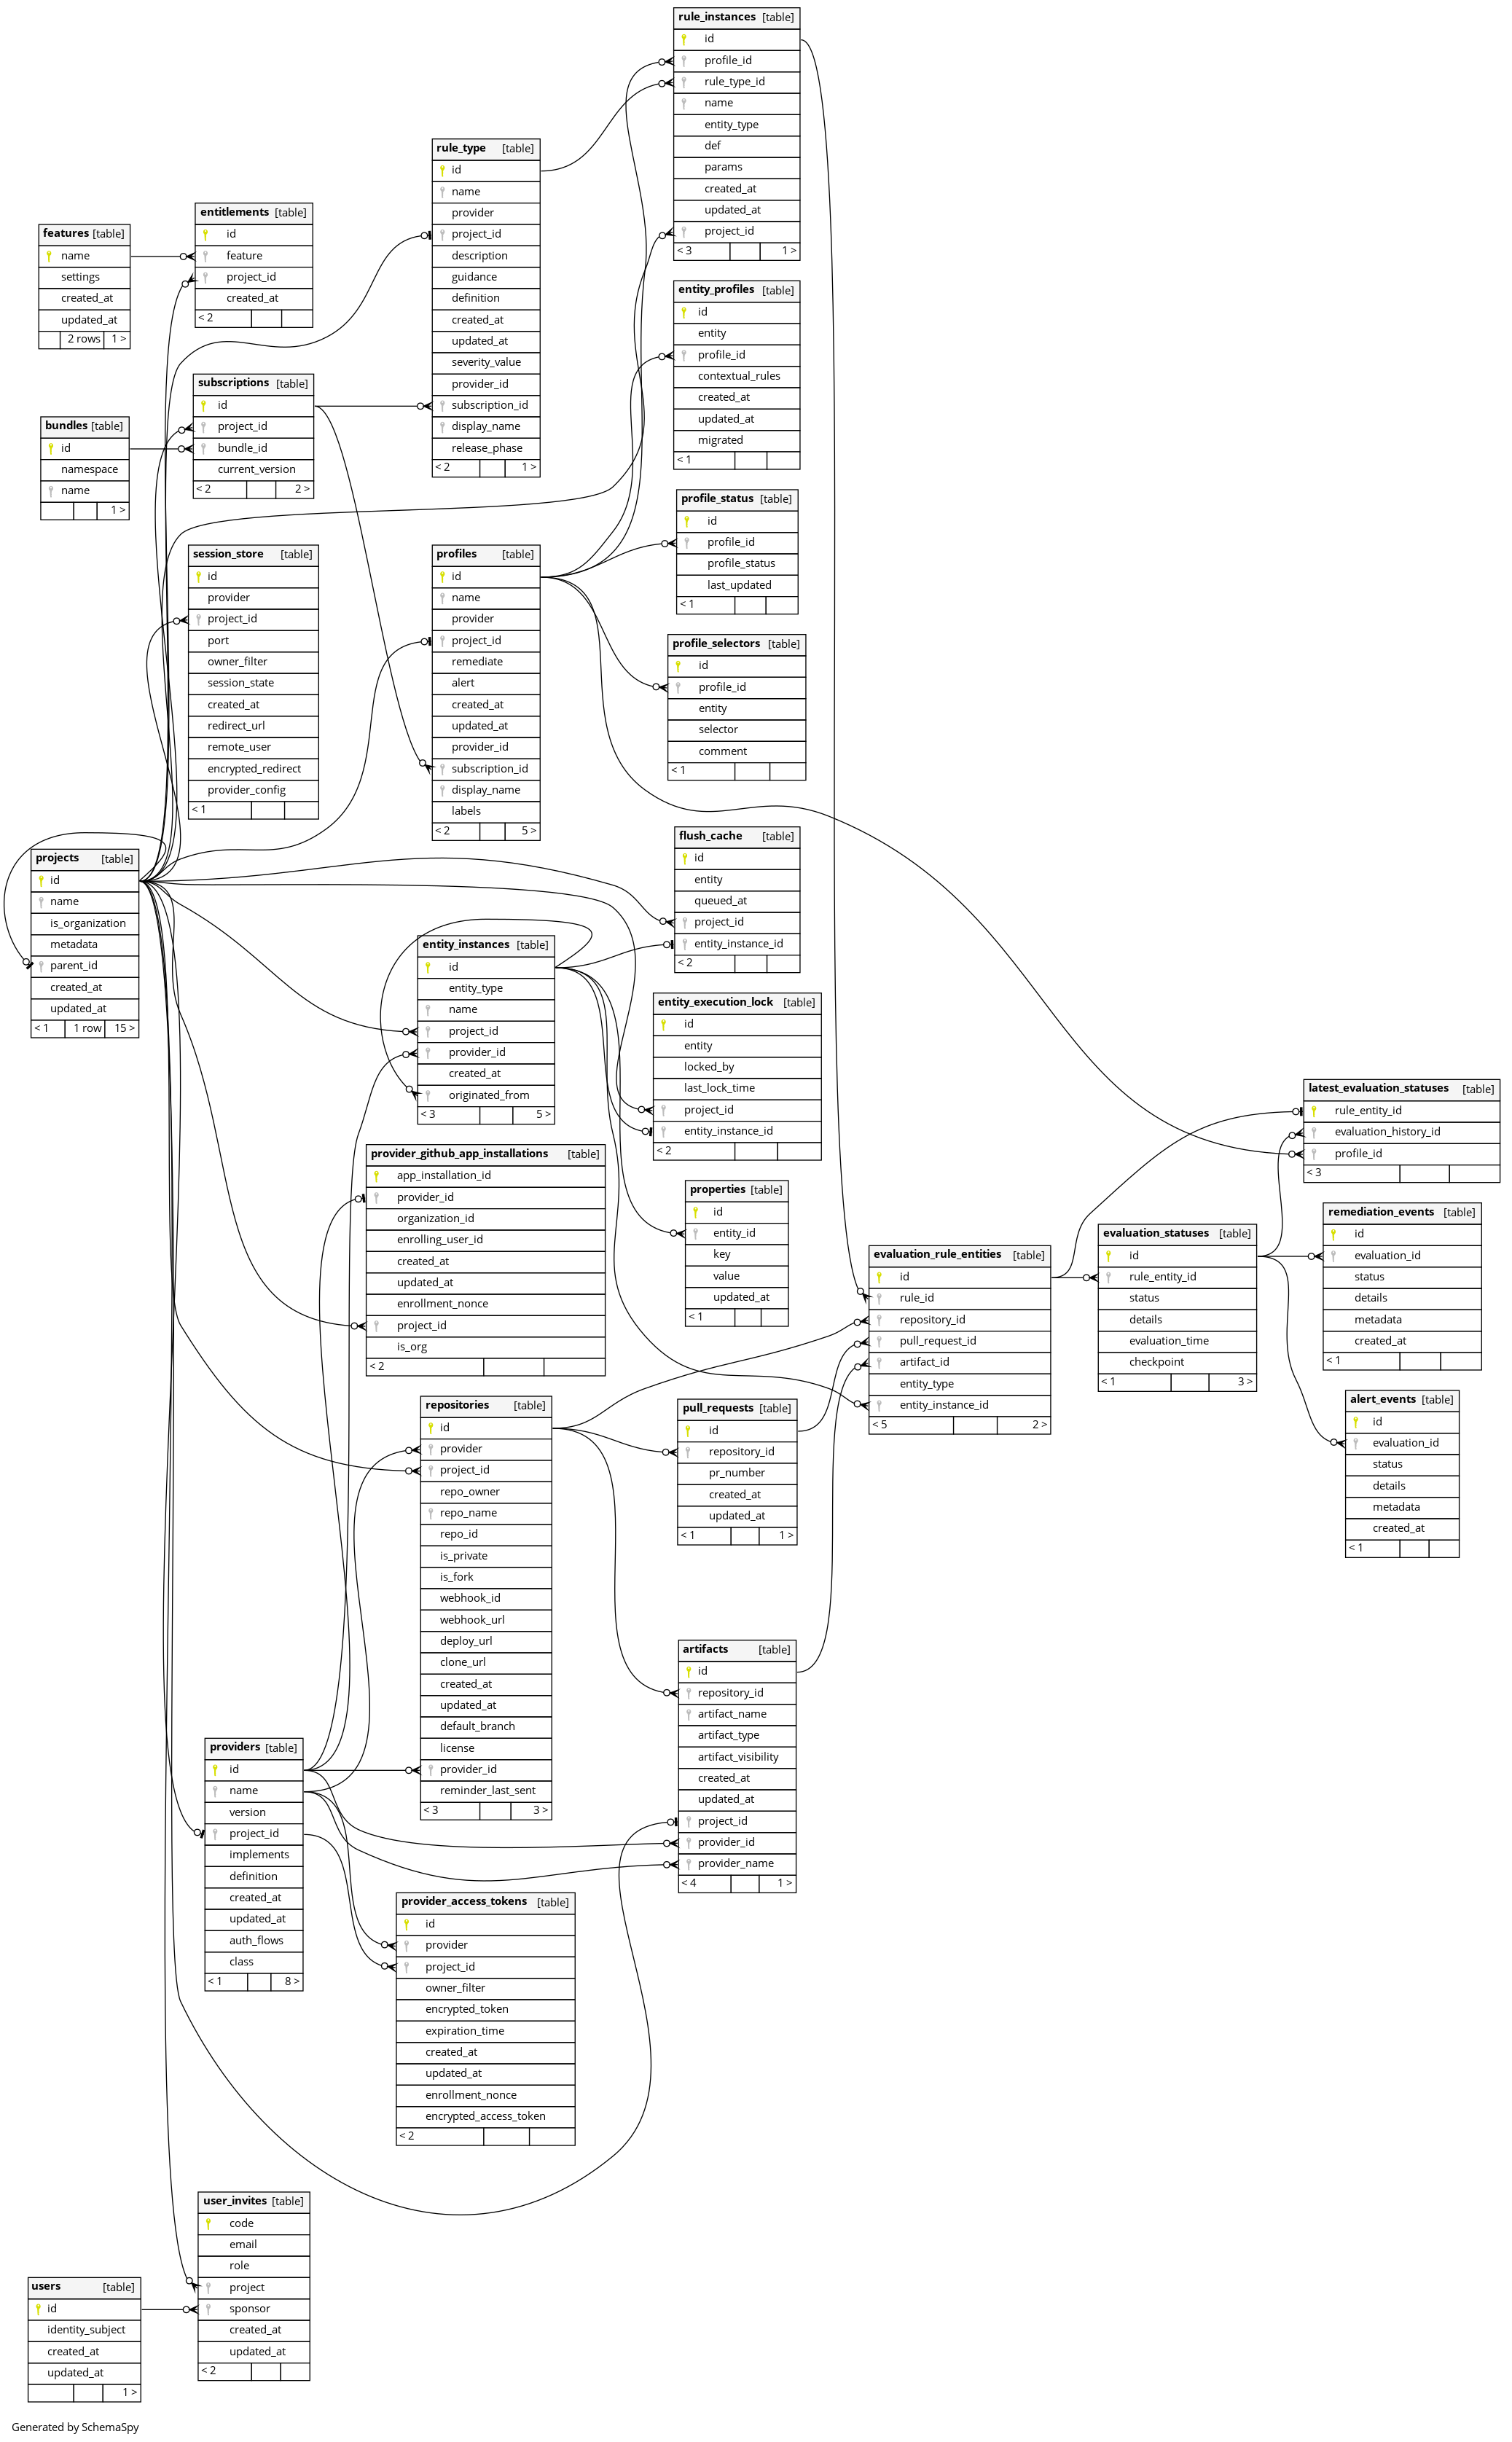 rule_instances [table]
id
profile_id
rule_type_id
name
entity_type
def
params
created_at
updated_at
project_id
< 3 1 >
rule_type [table]
id
name
provider
project_id
description
guidance
definition
created_at
updated_at
severity_value
provider_id
subscription_id
display_name
release_phase
< 2 1 >
entitlements [table]
id
feature
project_id
created_at
< 2
features [table]
name
settings
created_at
updated_at
2 rows 1 >
entity_profiles [table]
id
entity
profile_id
contextual_rules
created_at
updated_at
migrated
< 1
subscriptions [table]
id
project_id
bundle_id
current_version
< 2 2 >
bundles [table]
id
namespace
name
1 >
profile_status [table]
id
profile_id
profile_status
last_updated
< 1
session_store [table]
id
provider
project_id
port
owner_filter
session_state
created_at
redirect_url
remote_user
encrypted_redirect
provider_config
< 1
profiles [table]
id
name
provider
project_id
remediate
alert
created_at
updated_at
provider_id
subscription_id
display_name
labels
< 2 5 >
profile_selectors [table]
id
profile_id
entity
selector
comment
< 1
flush_cache [table]
id
entity
queued_at
project_id
entity_instance_id
< 2
projects [table]
id
name
is_organization
metadata
parent_id
created_at
updated_at
< 1 1 row 15 >
entity_instances [table]
id
entity_type
name
project_id
provider_id
created_at
originated_from
< 3 5 >
entity_execution_lock [table]
id
entity
locked_by
last_lock_time
project_id
entity_instance_id
< 2
latest_evaluation_statuses [table]
rule_entity_id
evaluation_history_id
profile_id
< 3
provider_github_app_installations [table]
app_installation_id
provider_id
organization_id
enrolling_user_id
created_at
updated_at
enrollment_nonce
project_id
is_org
< 2
properties [table]
id
entity_id
key
value
updated_at
< 1
remediation_events [table]
id
evaluation_id
status
details
metadata
created_at
< 1
evaluation_statuses [table]
id
rule_entity_id
status
details
evaluation_time
checkpoint
< 1 3 >
evaluation_rule_entities [table]
id
rule_id
repository_id
pull_request_id
artifact_id
entity_type
entity_instance_id
< 5 2 >
alert_events [table]
id
evaluation_id
status
details
metadata
created_at
< 1
repositories [table]
id
provider
project_id
repo_owner
repo_name
repo_id
is_private
is_fork
webhook_id
webhook_url
deploy_url
clone_url
created_at
updated_at
default_branch
license
provider_id
reminder_last_sent
< 3 3 >
pull_requests [table]
id
repository_id
pr_number
created_at
updated_at
< 1 1 >
artifacts [table]
id
repository_id
artifact_name
artifact_type
artifact_visibility
created_at
updated_at
project_id
provider_id
provider_name
< 4 1 >
providers [table]
id
name
version
project_id
implements
definition
created_at
updated_at
auth_flows
class
< 1 8 >
provider_access_tokens [table]
id
provider
project_id
owner_filter
encrypted_token
expiration_time
created_at
updated_at
enrollment_nonce
encrypted_access_token
< 2
user_invites [table]
code
email
role
project
sponsor
created_at
updated_at
< 2
users [table]
id
identity_subject
created_at
updated_at
1 >
Generated by SchemaSpy